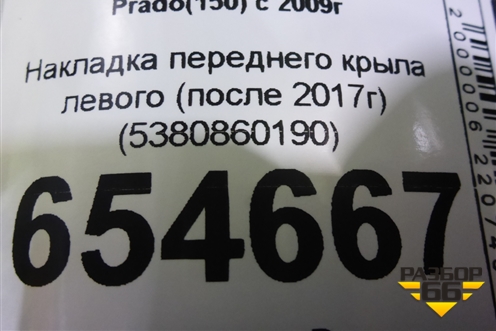 Prado(150) с 2009г
Накладка переднего крыла
левого (после 2017г)
(5380860190)
654667
РАЗБОР
66